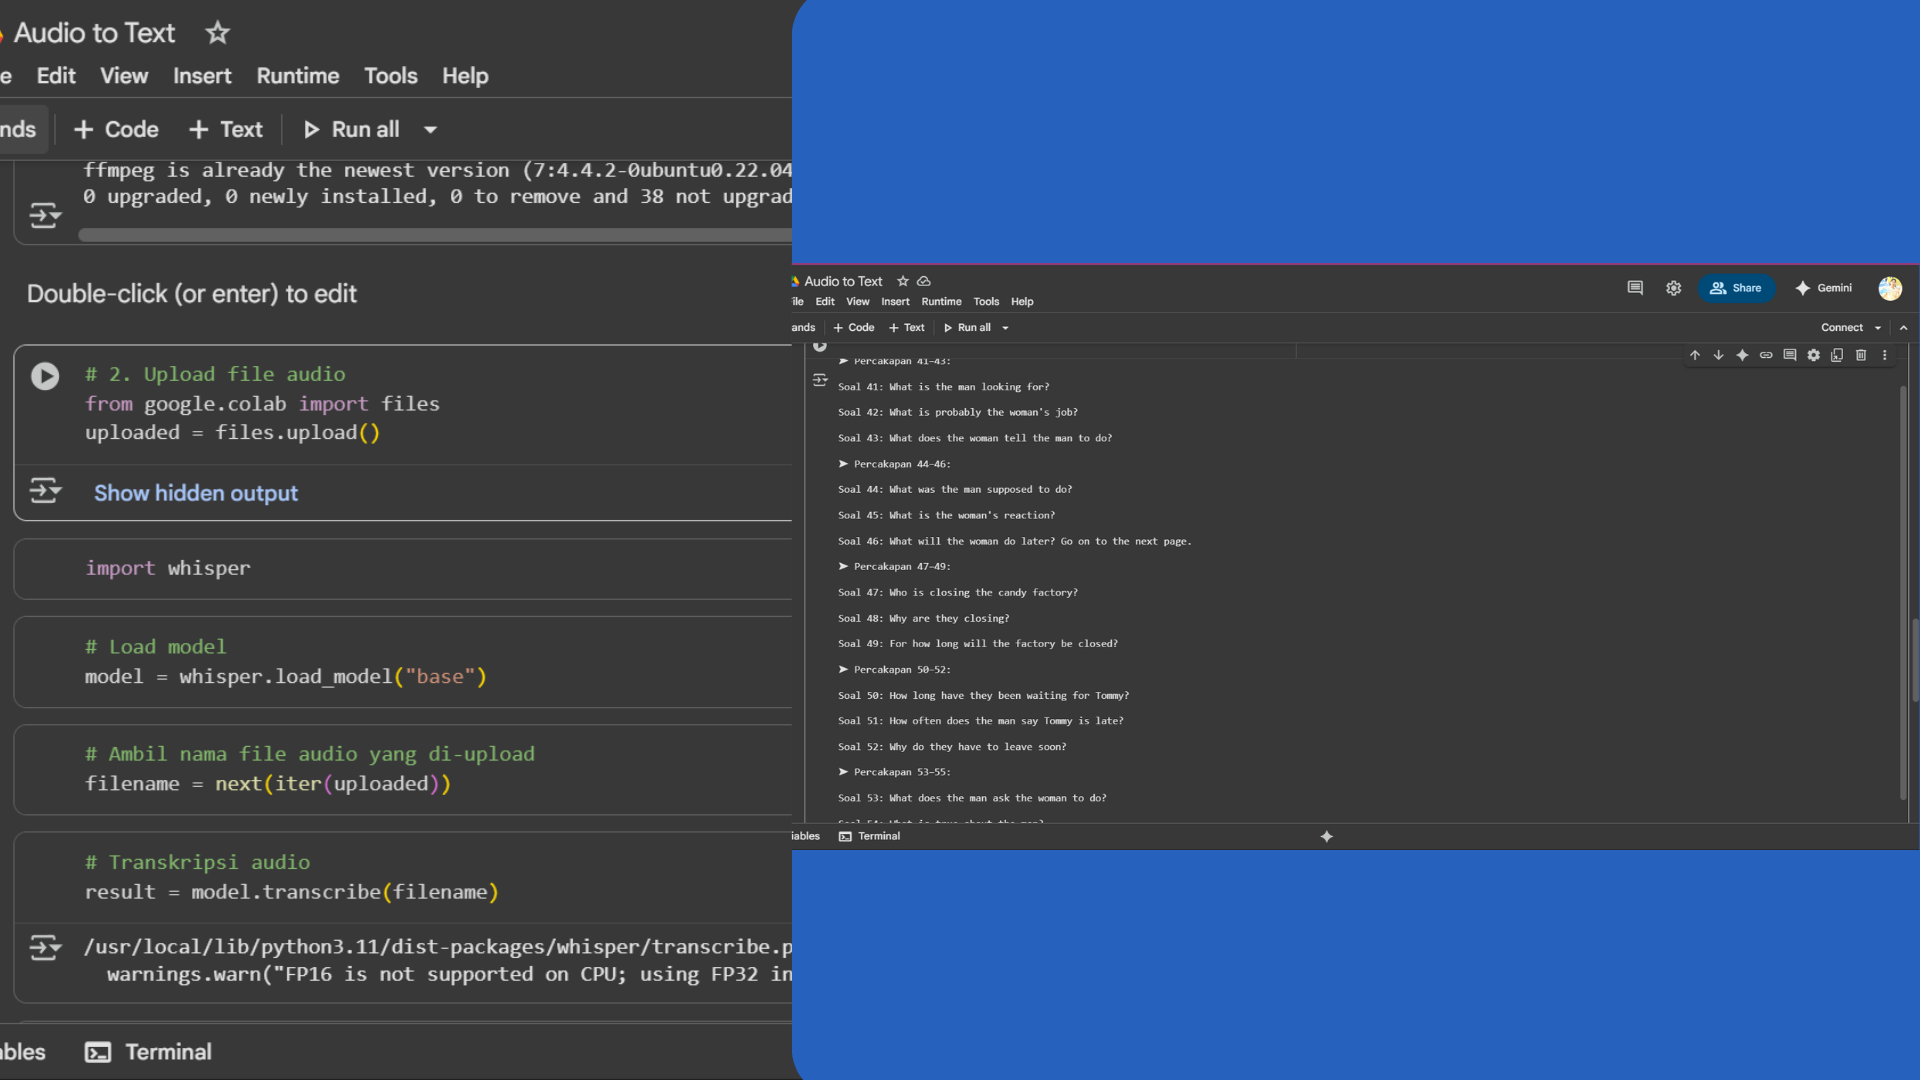 Audio to Text
e Edit View Insert Runtime Tools Help
nds + Code + Text Run all
ffmpeg is already the newest version (7:4.4.2-0ubuntu0.22.04
0 upgraded, 0 newly installed, 0 to remove and 38 not upgrad
Double-click (or enter) to edit
# 2. Upload file audio
from google.colab import files
uploaded = files.upload()
Show hidden output
import whisper
# Load model
model = whisper.load_model("base")
# Ambil nama file audio yang di-upload
filename = next(iter(uploaded))
# Transkripsi audio
result = model.transcribe(filename)
/usr/local/lib/python3.11/dist-packages/whisper/transcribe.p
warnings.warn("FP16 is not supported on CPU; using FP32 in
ables Terminal
Audio to Text
ile Edit View Insert Runtime Tools Help
Share Gemini
ands + Code + Text Run all
Connect
➤ Percakapan 41–43:
Soal 41: What is the man looking for?
Soal 42: What is probably the woman's job?
Soal 43: What does the woman tell the man to do?
➤ Percakapan 44–46:
Soal 44: What was the man supposed to do?
Soal 45: What is the woman's reaction?
Soal 46: What will the woman do later? Go on to the next page.
➤ Percakapan 47–49:
Soal 47: Who is closing the candy factory?
Soal 48: Why are they closing?
Soal 49: For how long will the factory be closed?
➤ Percakapan 50–52:
Soal 50: How long have they been waiting for Tommy?
Soal 51: How often does the man say Tommy is late?
Soal 52: Why do they have to leave soon?
➤ Percakapan 53–55:
Soal 53: What does the man ask the woman to do?
Soal 54: What is true about the man?
iables Terminal